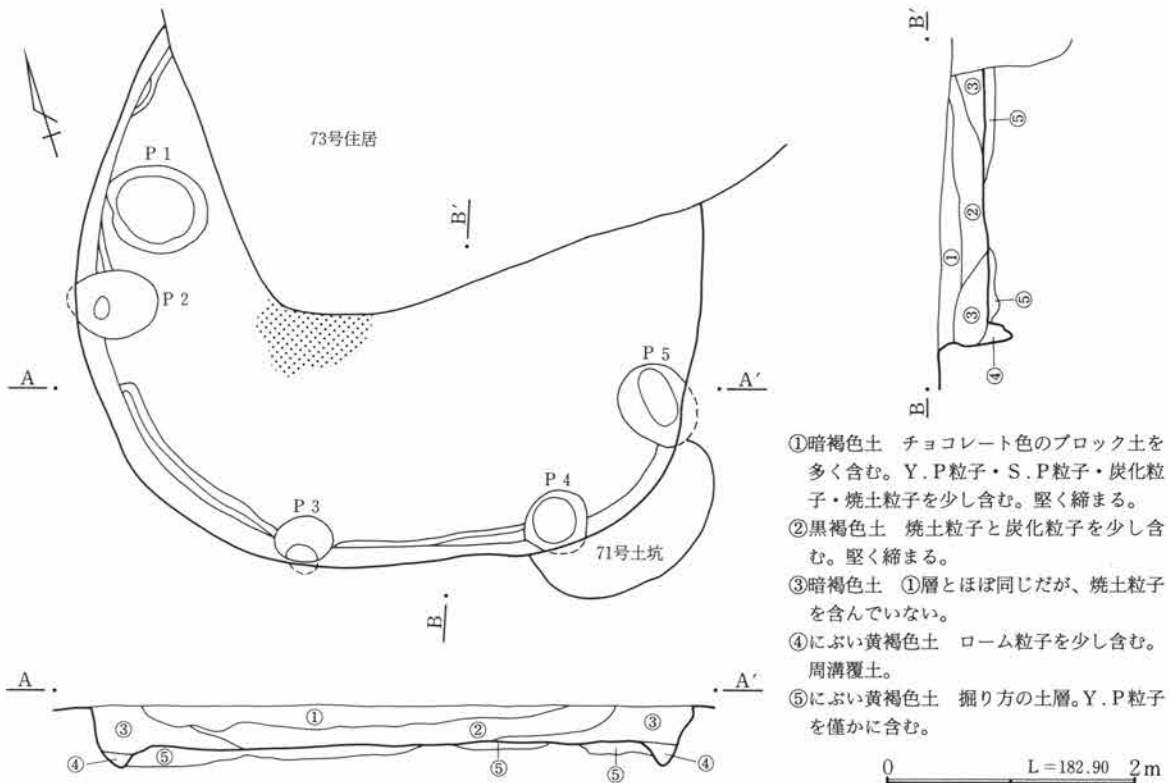 B′
73号住居
P 1
B′
P 2
P 5
A
A′
P 3
P 4
71号土坑
B
A
A′
①
②
③
③
④
⑤
⑤
⑤
④
③
⑤
②
①
⑤
③
④
B
①暗褐色土　チョコレート色のブロック土を
多く含む。Y.P粒子・S.P粒子・炭化粒
子・焼土粒子を少し含む。堅く締まる。
②黒褐色土　焼土粒子と炭化粒子を少し含
む。堅く締まる。
③暗褐色土　①層とほぼ同じだが、焼土粒子
を含んでいない。
④にぶい黄褐色土　ローム粒子を少し含む。
周溝覆土。
⑤にぶい黄褐色土　掘り方の土層。Y.P粒子
を僅かに含む。
0　L=182.90　2m